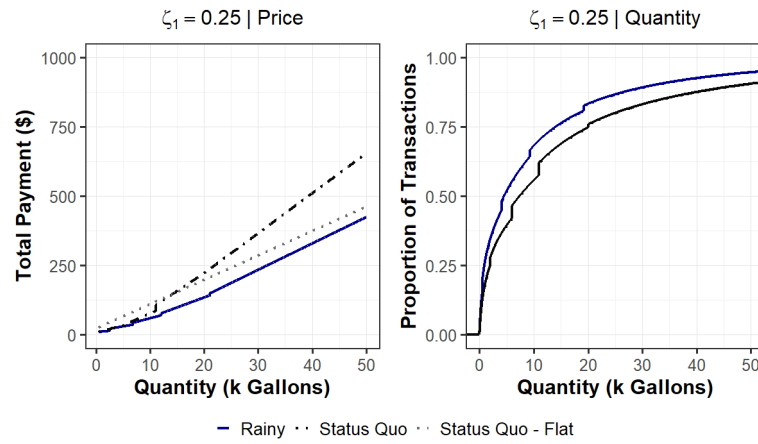 ζ1 = 0.25 | Price
ζ1 = 0.25 | Quantity
Total Payment ($)
1000
750
500
250
0
0 10 20 30 40 50
Quantity (k Gallons)
Proportion of Transactions
1.00
0.75
0.50
0.25
0.00
0 10 20 30 40 50
Quantity (k Gallons)
Rainy Status Quo Status Quo - Flat